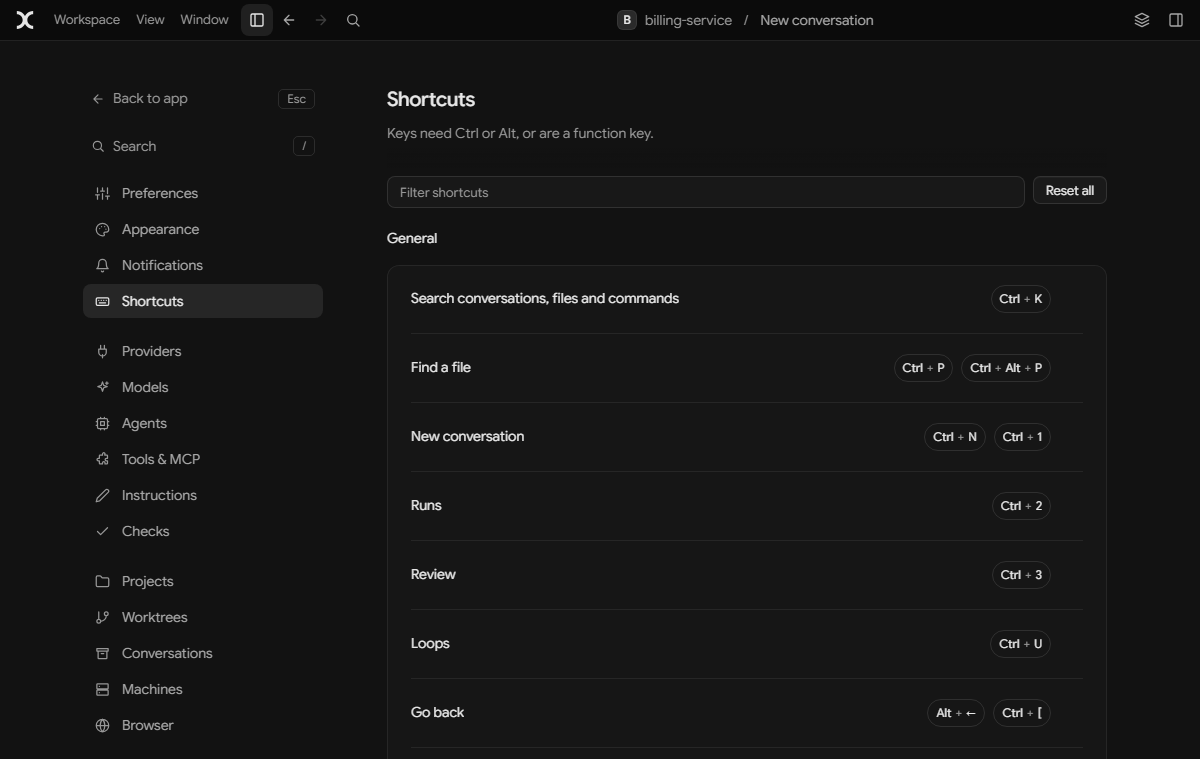 Workspace View Window
B billing-service / New conversation
Back to app Esc
Search /
Preferences
Appearance
Notifications
Shortcuts
Providers
Models
Agents
Tools & MCP
Instructions
Checks
Projects
Worktrees
Conversations
Machines
Browser
Shortcuts
Keys need Ctrl or Alt, or are a function key.
Filter shortcuts Reset all
General
Search conversations, files and commands Ctrl + K
Find a file Ctrl + P Ctrl + Alt + P
New conversation Ctrl + N Ctrl + 1
Runs Ctrl + 2
Review Ctrl + 3
Loops Ctrl + U
Go back Alt + ← Ctrl + [